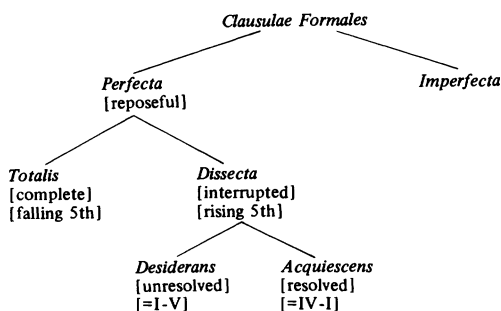 Clausulae Formales
Perfecta
[reposeful]
Imperfecta
Totalis
[complete]
[falling 5th]
Dissecta
[interrupted]
[rising 5th]
Desiderans
[unresolved]
[=I-V]
Acquiescens
[resolved]
[=IV-I]